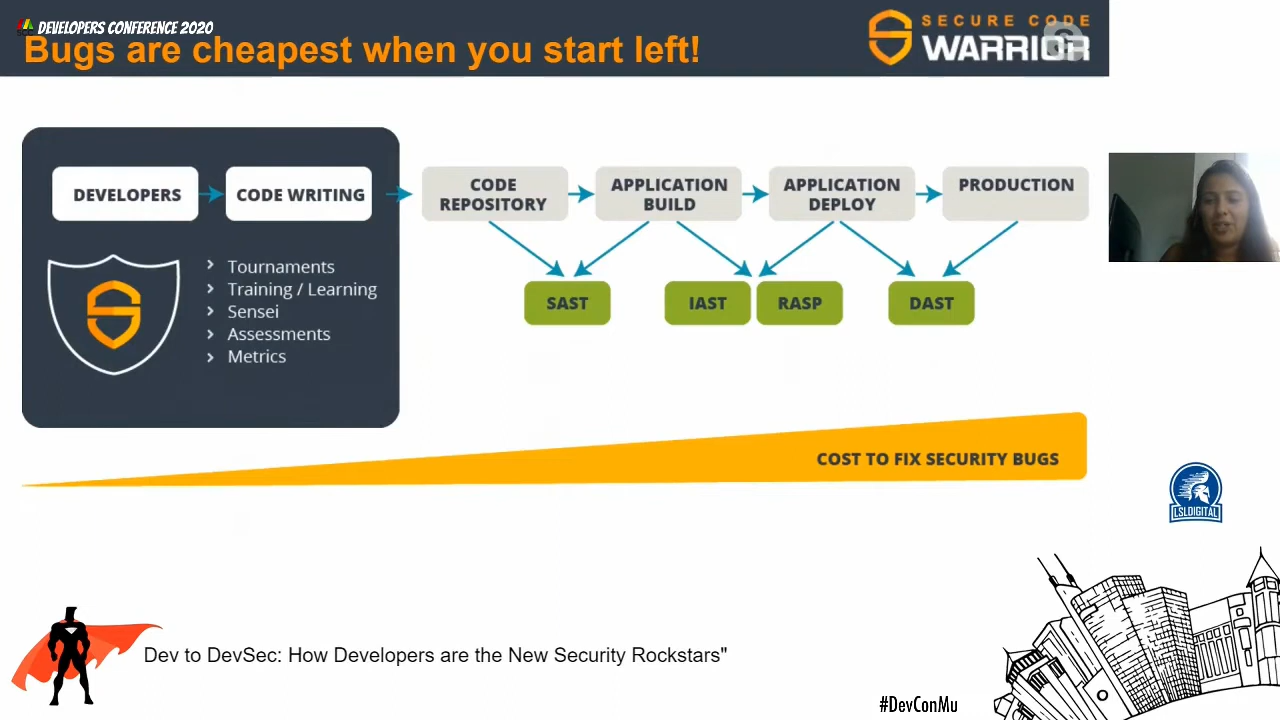 DEVELOPERS CONFERENCE 2020
Bugs are cheapest when you start left!
SECURE CODE
WARRIOR
DEVELOPERS
CODE WRITING
CODE
REPOSITORY
APPLICATION
BUILD
APPLICATION
DEPLOY
PRODUCTION
Tournaments
Training / Learning
Sensei
Assessments
Metrics
SAST
IAST
RASP
DAST
COST TO FIX SECURITY BUGS
LSLDIGITAL
Dev to DevSec: How Developers are the New Security Rockstars"
#DevConMu